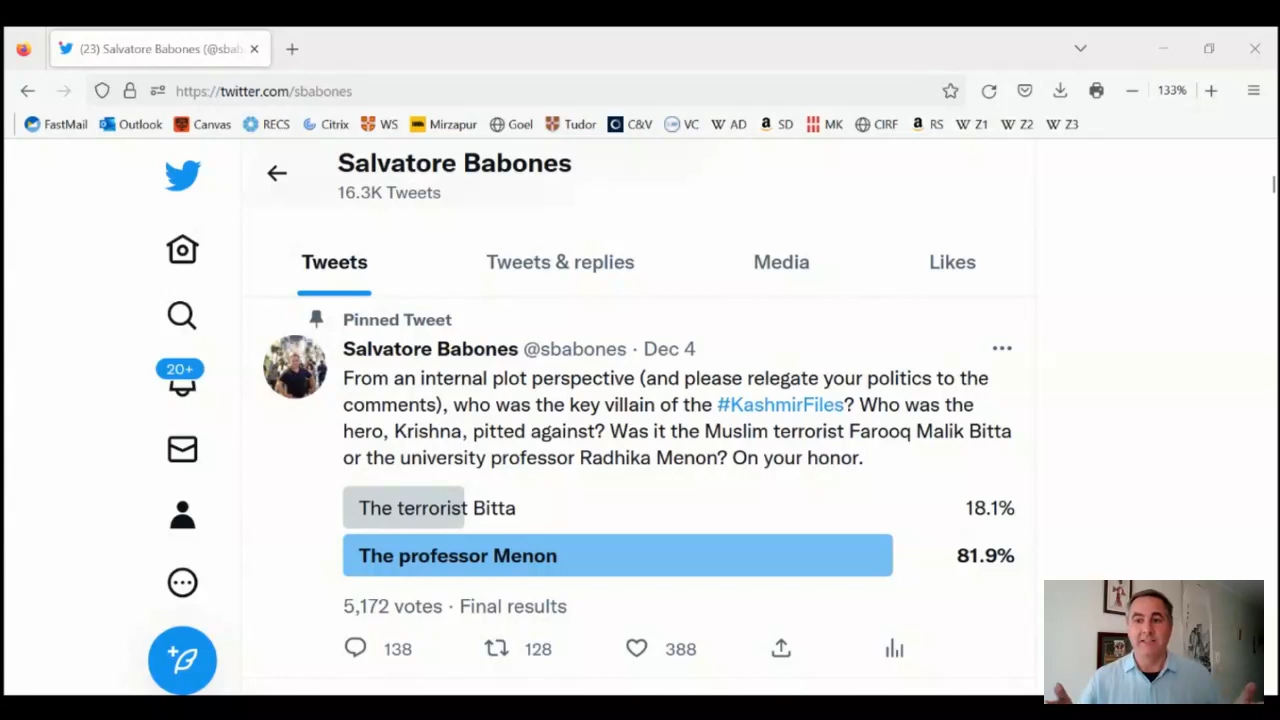 (23) Salvatore Babones (@sbab
https://twitter.com/sbabones
133%
FastMail Outlook Canvas RECS Citrix WS Mirzapur Goel Tudor C&V VC AD SD MK CIRF RS Z1 Z2 Z3
Salvatore Babones
16.3K Tweets
Tweets Tweets & replies Media Likes
Pinned Tweet
Salvatore Babones @sbabones · Dec 4
From an internal plot perspective (and please relegate your politics to the
comments), who was the key villain of the #KashmirFiles? Who was the
hero, Krishna, pitted against? Was it the Muslim terrorist Farooq Malik Bitta
or the university professor Radhika Menon? On your honor.
The terrorist Bitta 18.1%
The professor Menon 81.9%
5,172 votes · Final results
138 128 388
20+